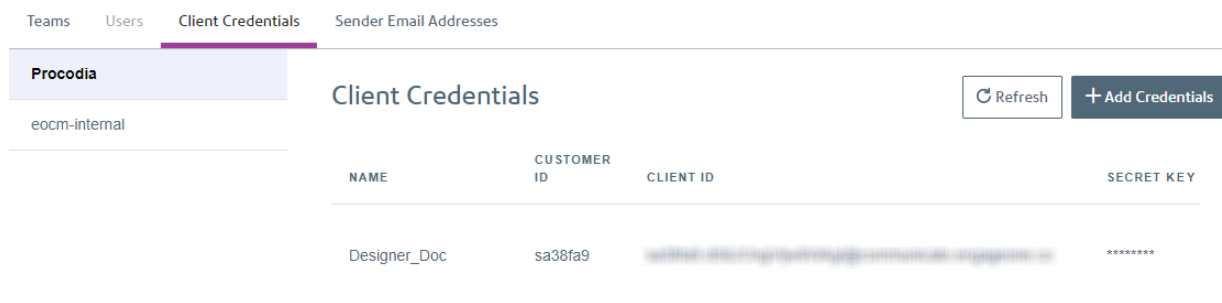 Teams Users Client Credentials Sender Email Addresses
Procodia
eocm-internal
Client Credentials
Refresh
+ Add Credentials
NAME CUSTOMER ID CLIENT ID SECRET KEY
Designer_Doc sa38fa9 ********